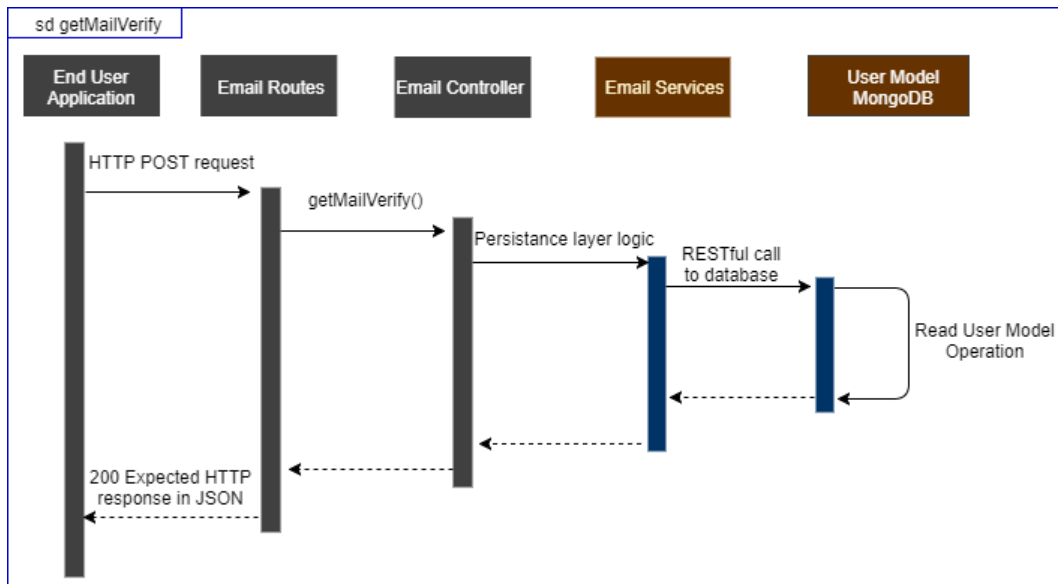 sd getMailVerify
End User
Application
Email Routes
Email Controller
Email Services
User Model
MongoDB
HTTP POST request
getMailVerify()
Persistance layer logic
RESTful call
to database
Read User Model
Operation
200 Expected HTTP
response in JSON